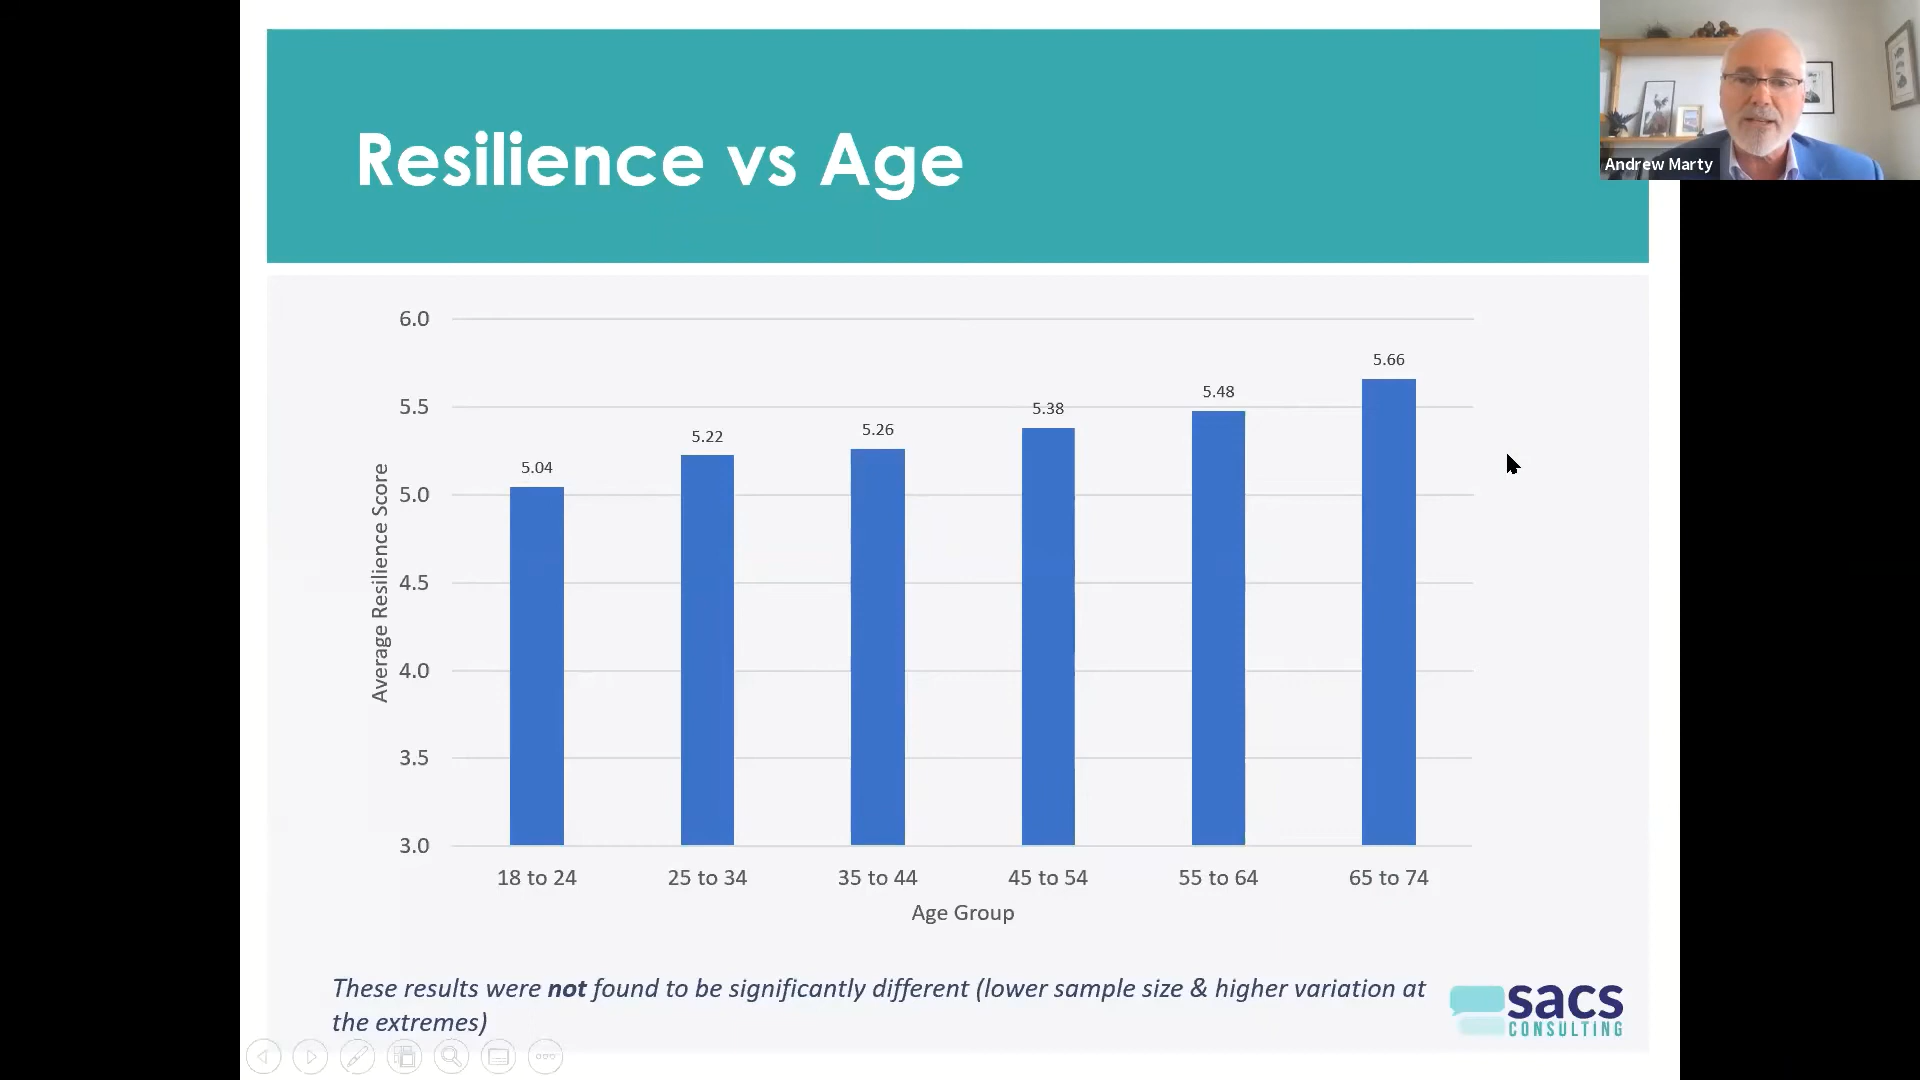 Resilience vs Age
Andrew Marty
6.0
5.5
5.0
4.5
4.0
3.5
3.0
Average Resilience Score
5.04
5.22
5.26
5.38
5.48
5.66
18 to 24
25 to 34
35 to 44
45 to 54
55 to 64
65 to 74
Age Group
These results were not found to be significantly different (lower sample size & higher variation at
the extremes)
sacs
CONSULTING